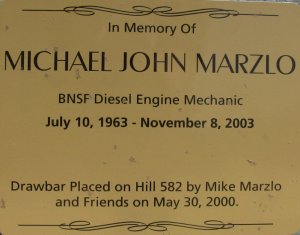 In Memory Of
MICHAEL JOHN MARZLO
BNSF Diesel Engine Mechanic
July 10, 1963 - November 8, 2003
Drawbar Placed on Hill 582 by Mike Marzlo
and Friends on May 30, 2000.